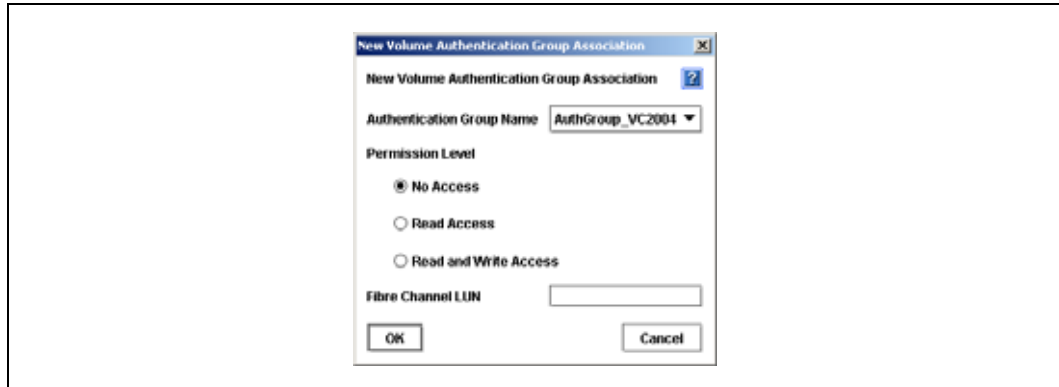 New Volume Authentication Group Association
New Volume Authentication Group Association ?
Authentication Group Name AuthGroup_VC2004
Permission Level
No Access
Read Access
Read and Write Access
Fibre Channel LUN
OK Cancel